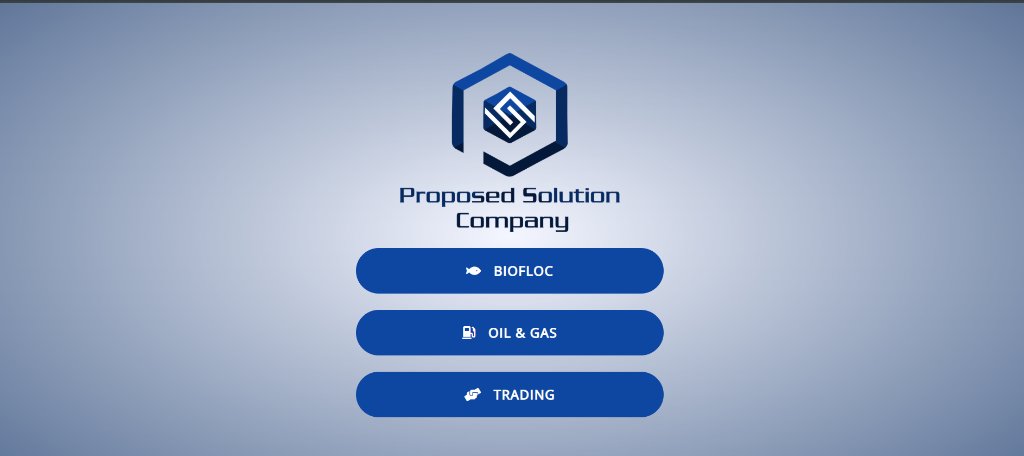 Proposed Solution
Company
BIOFLOC
OIL & GAS
TRADING